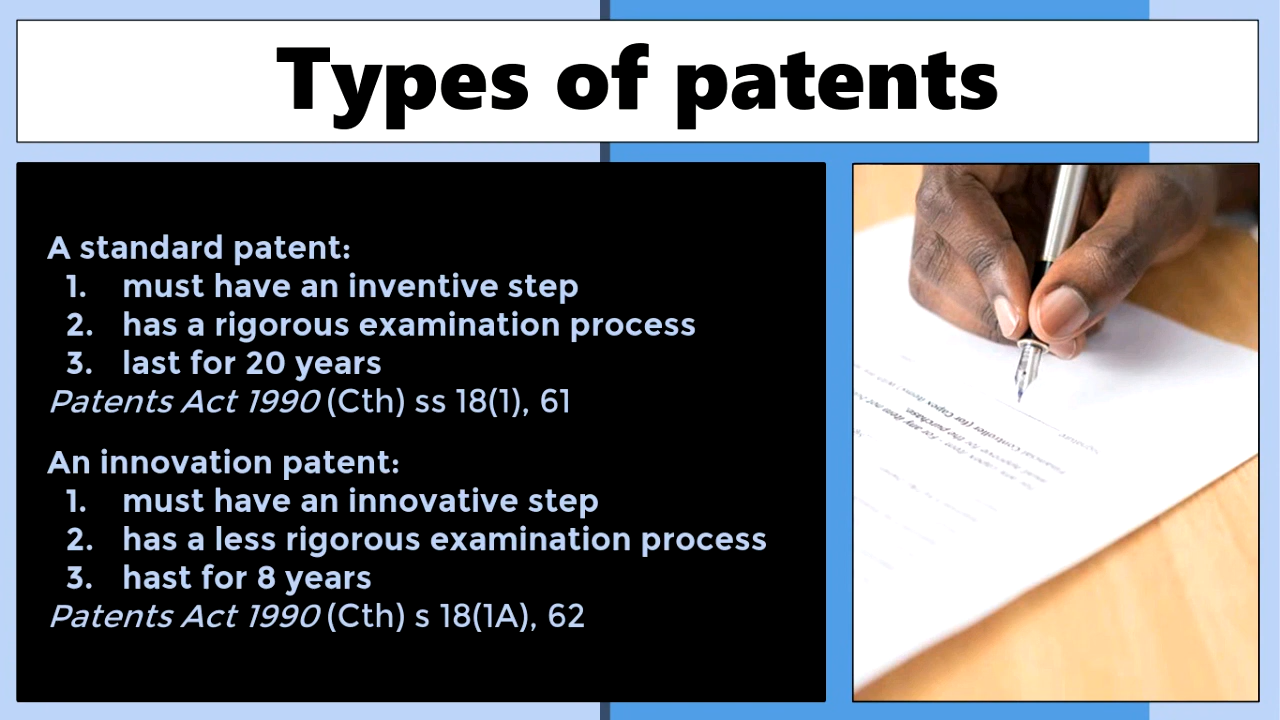 Types of patents
A standard patent:
1. must have an inventive step
2. has a rigorous examination process
3. last for 20 years
Patents Act 1990 (Cth) ss 18(1), 61
An innovation patent:
1. must have an innovative step
2. has a less rigorous examination process
3. hast for 8 years
Patents Act 1990 (Cth) s 18(1A), 62